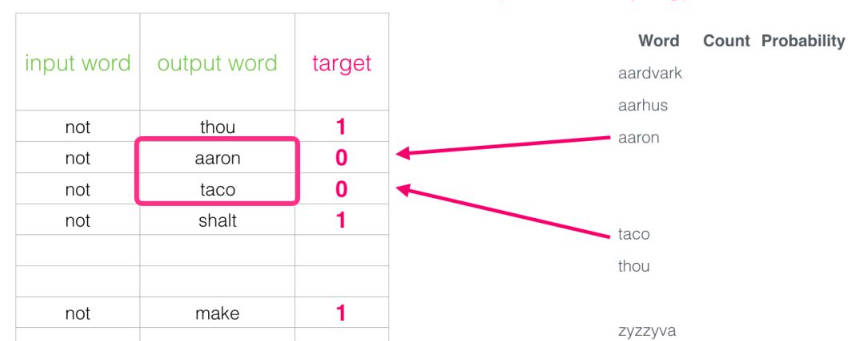 input word output word target
not thou 1
not aaron 0
not taco 0
not shalt 1
not make 1
Word Count Probability
aardvark
aarhus
aaron
taco
thou
zyzzyva